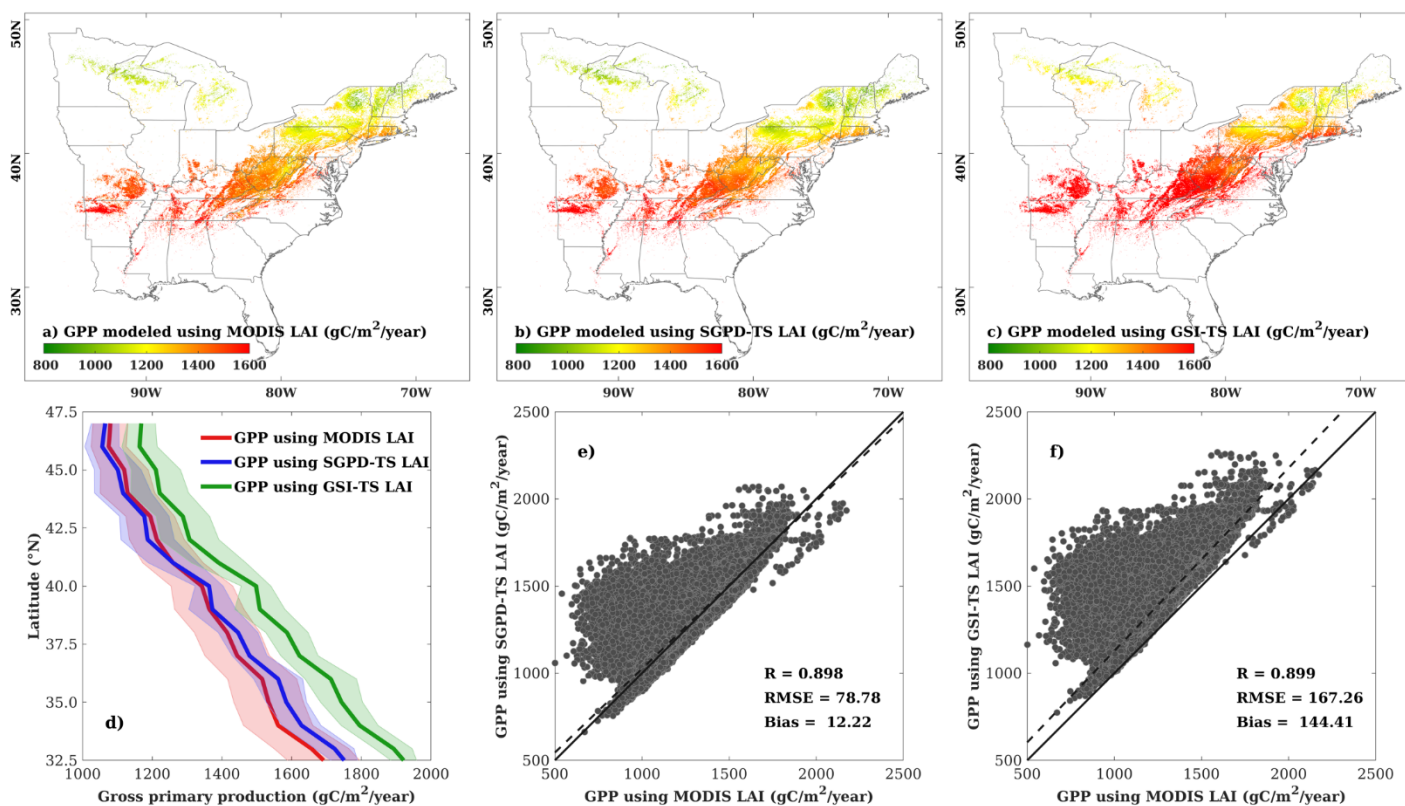 50N
40N
30N
a) GPP modeled using MODIS LAI (gC/m²/year)
800 1000 1200 1400 1600
90W 80W 70W
50N
40N
30N
b) GPP modeled using SGPD-TS LAI (gC/m²/year)
800 1000 1200 1400 1600
90W 80W 70W
50N
40N
30N
c) GPP modeled using GSI-TS LAI (gC/m²/year)
800 1000 1200 1400 1600
90W 80W 70W
47.5
45.0
42.5
40.0
37.5
35.0
32.5
Latitude (°N)
GPP using MODIS LAI
GPP using SGPD-TS LAI
GPP using GSI-TS LAI
d)
1000 1200 1400 1600 1800 2000
Gross primary production (gC/m²/year)
2500
2000
1500
1000
500
GPP using SGPD-TS LAI (gC/m²/year)
e)
R = 0.898
RMSE = 78.78
Bias = 12.22
500 1000 1500 2000 2500
GPP using MODIS LAI (gC/m²/year)
2500
2000
1500
1000
500
GPP using GSI-TS LAI (gC/m²/year)
f)
R = 0.899
RMSE = 167.26
Bias = 144.41
500 1000 1500 2000 2500
GPP using MODIS LAI (gC/m²/year)